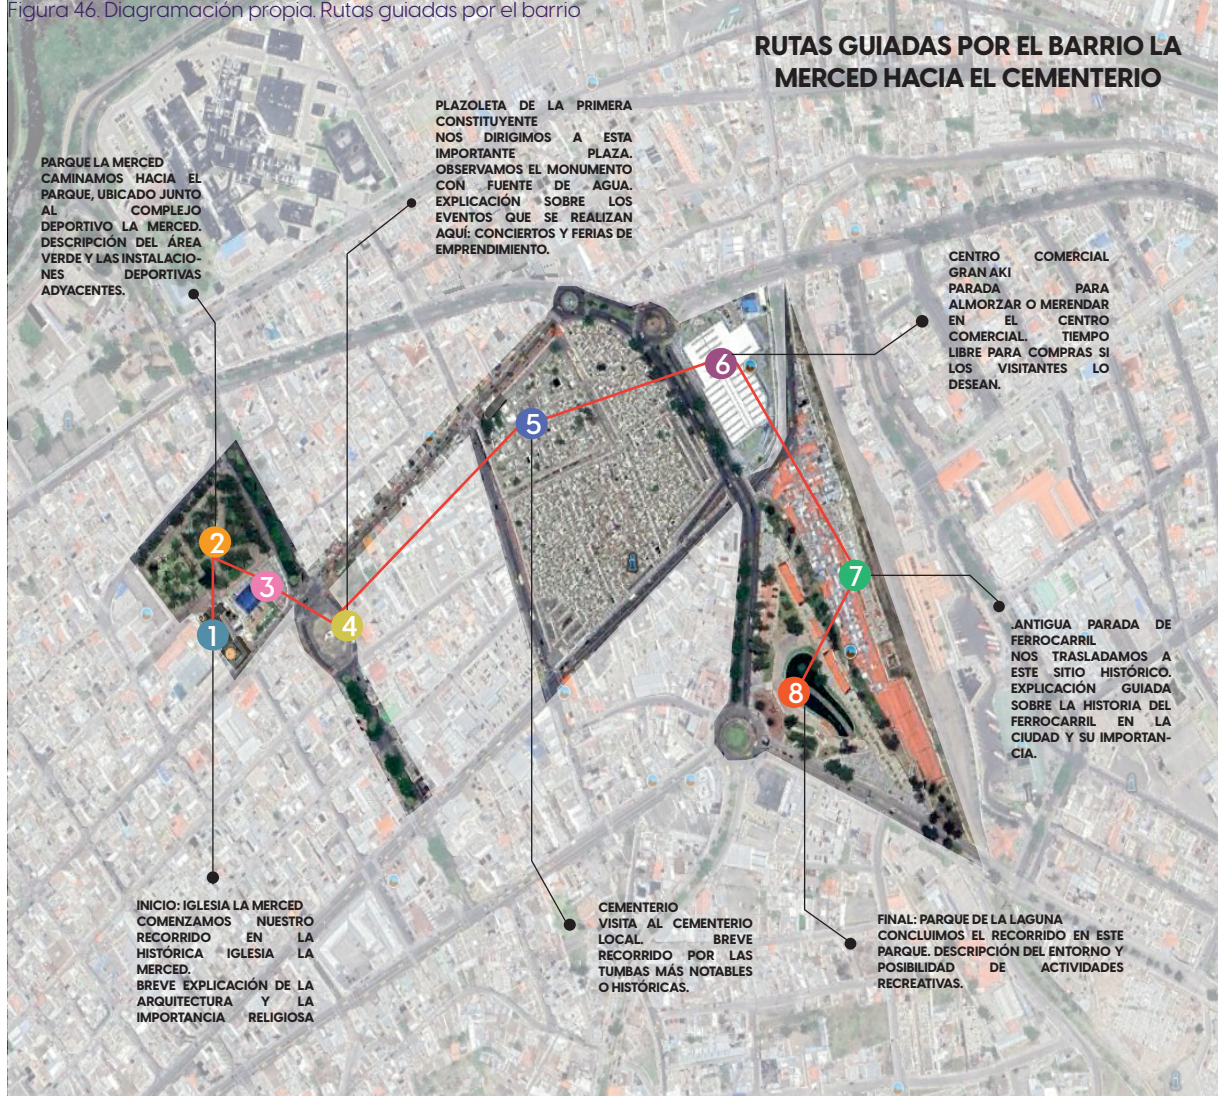 Figura 46. Diagramación propia. Rutas guiadas por el barrio
RUTAS GUIADAS POR EL BARRIO LA
MERCED HACIA EL CEMENTERIO
PLAZOLETA DE LA PRIMERA
CONSTITUYENTE
NOS DIRIGIMOS A ESTA
IMPORTANTE PLAZA.
OBSERVAMOS EL MONUMENTO
CON FUENTE DE AGUA.
EXPLICACIÓN SOBRE LOS
EVENTOS QUE SE REALIZAN
AQUÍ: CONCIERTOS Y FERIAS DE
EMPRENDIMIENTO.
PARQUE LA MERCED
CAMINAMOS HACIA EL
PARQUE, UBICADO JUNTO
AL COMPLEJO
DEPORTIVO LA MERCED.
DESCRIPCIÓN DEL ÁREA
VERDE Y LAS INSTALACIO-
NES DEPORTIVAS
ADYACENTES.
CENTRO COMERCIAL
GRAN AKI
PARADA PARA
ALMORZAR O MERENDAR
EN EL CENTRO
COMERCIAL. TIEMPO
LIBRE PARA COMPRAS SI
LOS VISITANTES LO
DESEAN.
6
5
2
3
7
4
1
8
.ANTIGUA PARADA DE
FERROCARRIL
NOS TRASLADAMOS A
ESTE SITIO HISTÓRICO.
EXPLICACIÓN GUIADA
SOBRE LA HISTORIA DEL
FERROCARRIL EN LA
CIUDAD Y SU IMPORTAN-
CIA.
INICIO: IGLESIA LA MERCED
COMENZAMOS NUESTRO
RECORRIDO EN LA
HISTÓRICA IGLESIA LA
MERCED.
BREVE EXPLICACIÓN DE LA
ARQUITECTURA Y LA
IMPORTANCIA RELIGIOSA
CEMENTERIO
VISITA AL CEMENTERIO
LOCAL. BREVE
RECORRIDO POR LAS
TUMBAS MÁS NOTABLES
O HISTÓRICAS.
FINAL: PARQUE DE LA LAGUNA
CONCLUIMOS EL RECORRIDO EN ESTE
PARQUE. DESCRIPCIÓN DEL ENTORNO Y
POSIBILIDAD DE ACTIVIDADES
RECREATIVAS.